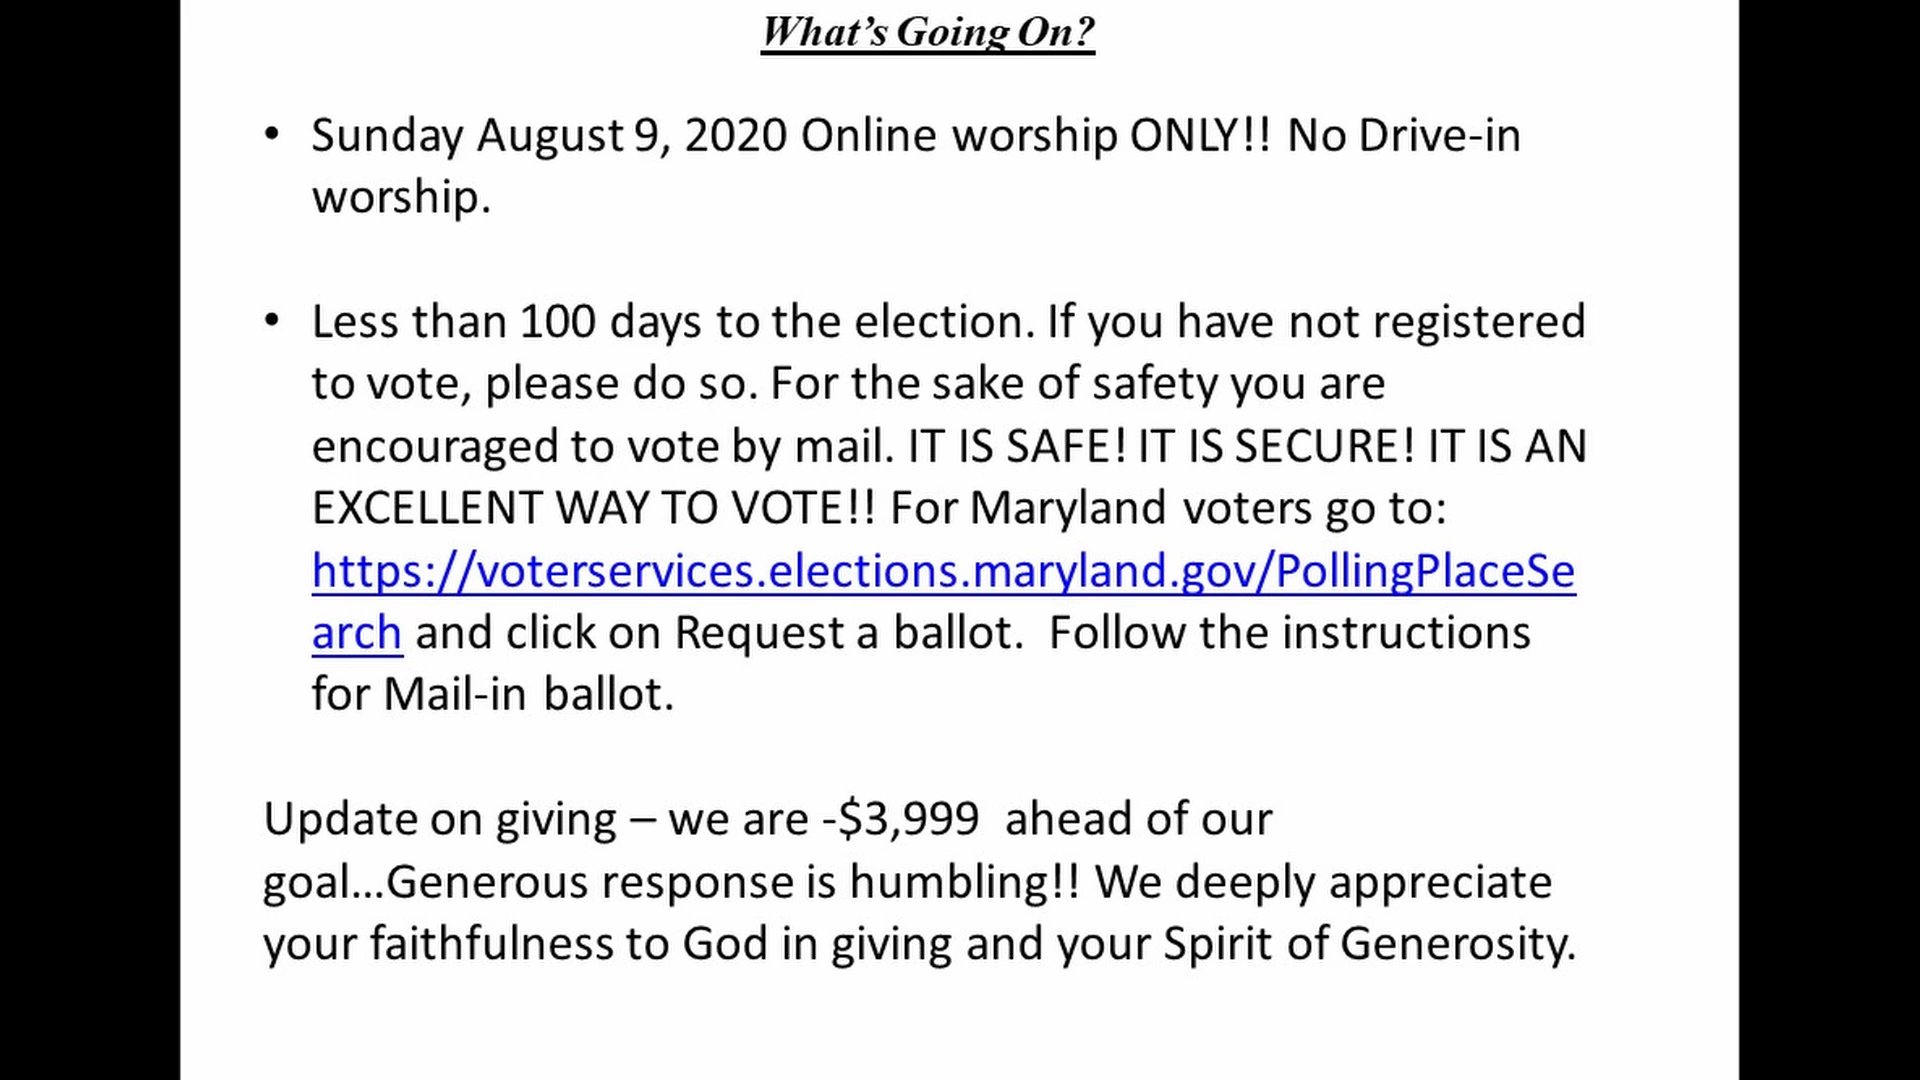 What's Going On?
• Sunday August 9, 2020 Online worship ONLY!! No Drive-in
worship.
• Less than 100 days to the election. If you have not registered
to vote, please do so. For the sake of safety you are
encouraged to vote by mail. IT IS SAFE! IT IS SECURE! IT IS AN
EXCELLENT WAY TO VOTE!! For Maryland voters go to:
https://voterservices.elections.maryland.gov/PollingPlaceSe
arch and click on Request a ballot.  Follow the instructions
for Mail-in ballot.
Update on giving – we are -$3,999  ahead of our
goal...Generous response is humbling!! We deeply appreciate
your faithfulness to God in giving and your Spirit of Generosity.